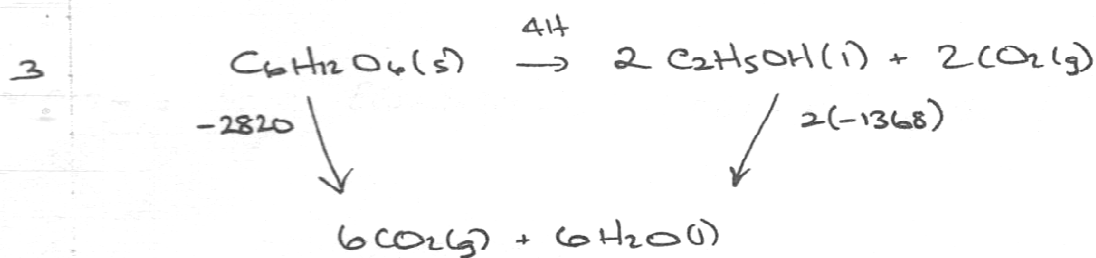 ΔH
3 C6H12O6(s) → 2 C2H5OH(l) + 2CO2(g)
-2820 2(-1368)
6CO2(g) + 6H2O(l)